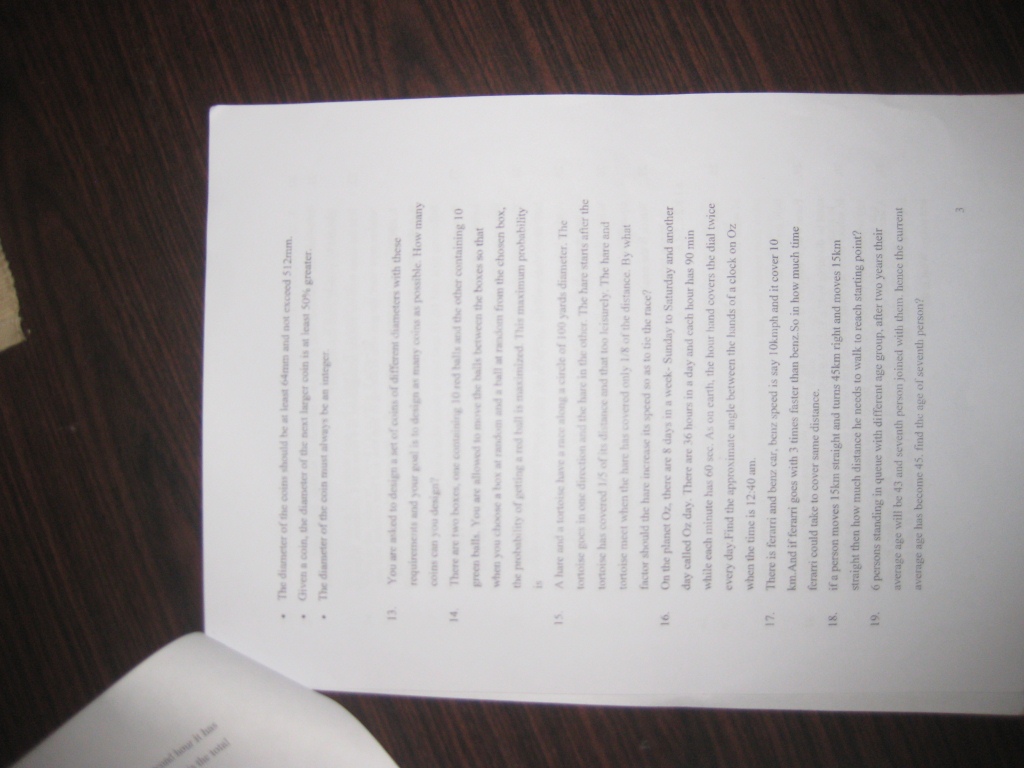 • The diameter of the coins should be at least 64mm and not exceed 512mm.
• Given a coin, the diameter of the next larger coin is at least 50% greater.
• The diameter of the coin must always be an integer.
13. You are asked to design a set of coins of different diameters with these
requirements and your goal is to design as many coins as possible. How many
coins can you design?
14. There are two boxes, one containing 10 red balls and the other containing 10
green balls. You are allowed to move the balls between the boxes so that
when you choose a box at random and a ball at random from the chosen box,
the probability of getting a red ball is maximized. This maximum probability
is
15. A hare and a tortoise have a race along a circle of 100 yards diameter. The
tortoise goes in one direction and the hare in the other. The hare starts after the
tortoise has covered 1/5 of its distance and that too leisurely. The hare and
tortoise meet when the hare has covered only 1/8 of the distance. By what
factor should the hare increase its speed so as to tie the race?
16. On the planet Oz, there are 8 days in a week- Sunday to Saturday and another
day called Oz day. There are 36 hours in a day and each hour has 90 min
while each minute has 60 sec. As on earth, the hour hand covers the dial twice
every day.Find the approximate angle between the hands of a clock on Oz
when the time is 12:40 am.
17. There is ferarri and benz car, benz speed is say 10kmph and it cover 10
km.And if ferarri goes with 3 times faster than benz.So in how much time
ferarri could take to cover same distance.
18. if a person moves 15km straight and turns 45km right and moves 15km
straight then how much distance he needs to walk to reach starting point?
19. 6 persons standing in queue with different age group, after two years their
average age will be 43 and seventh person joined with them. hence the current
average age has become 45. find the age of seventh person?
3
time it has
the total